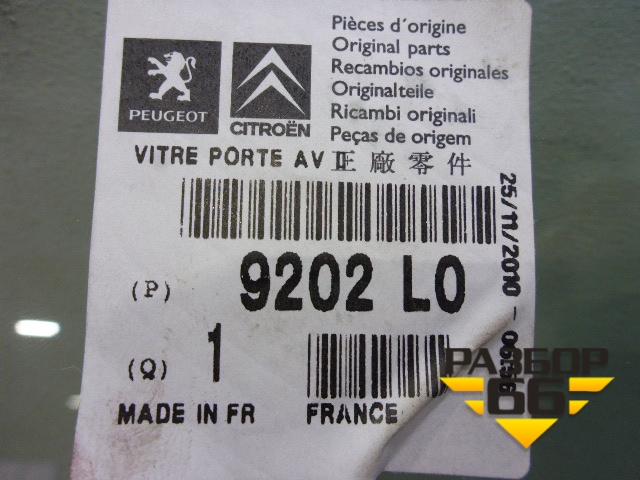 PEUGEOT
CITROËN
Pièces d´origine
Original parts
Recambios originales
Originalteile
Ricambi originali
Peças de origem
VITRE PORTE AV 正廠零件
(P) 9202 L0
(Q) 1
MADE IN FR FRANCE
25/11/2010 -
РАЗБОР
66